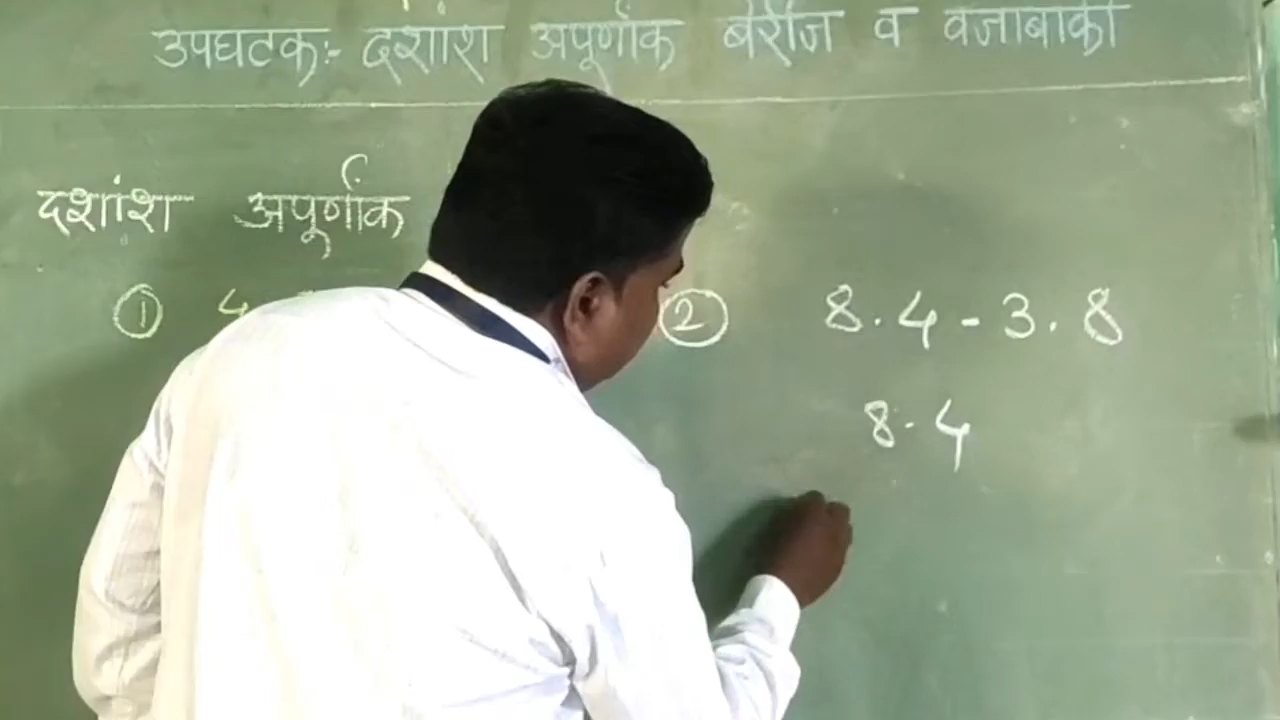 उपघटक:- दशांश अपूर्णांक बेरीज व वजाबाकी
दशांश अपूर्णांक
① 4
② 8.4 - 3.8
8.4